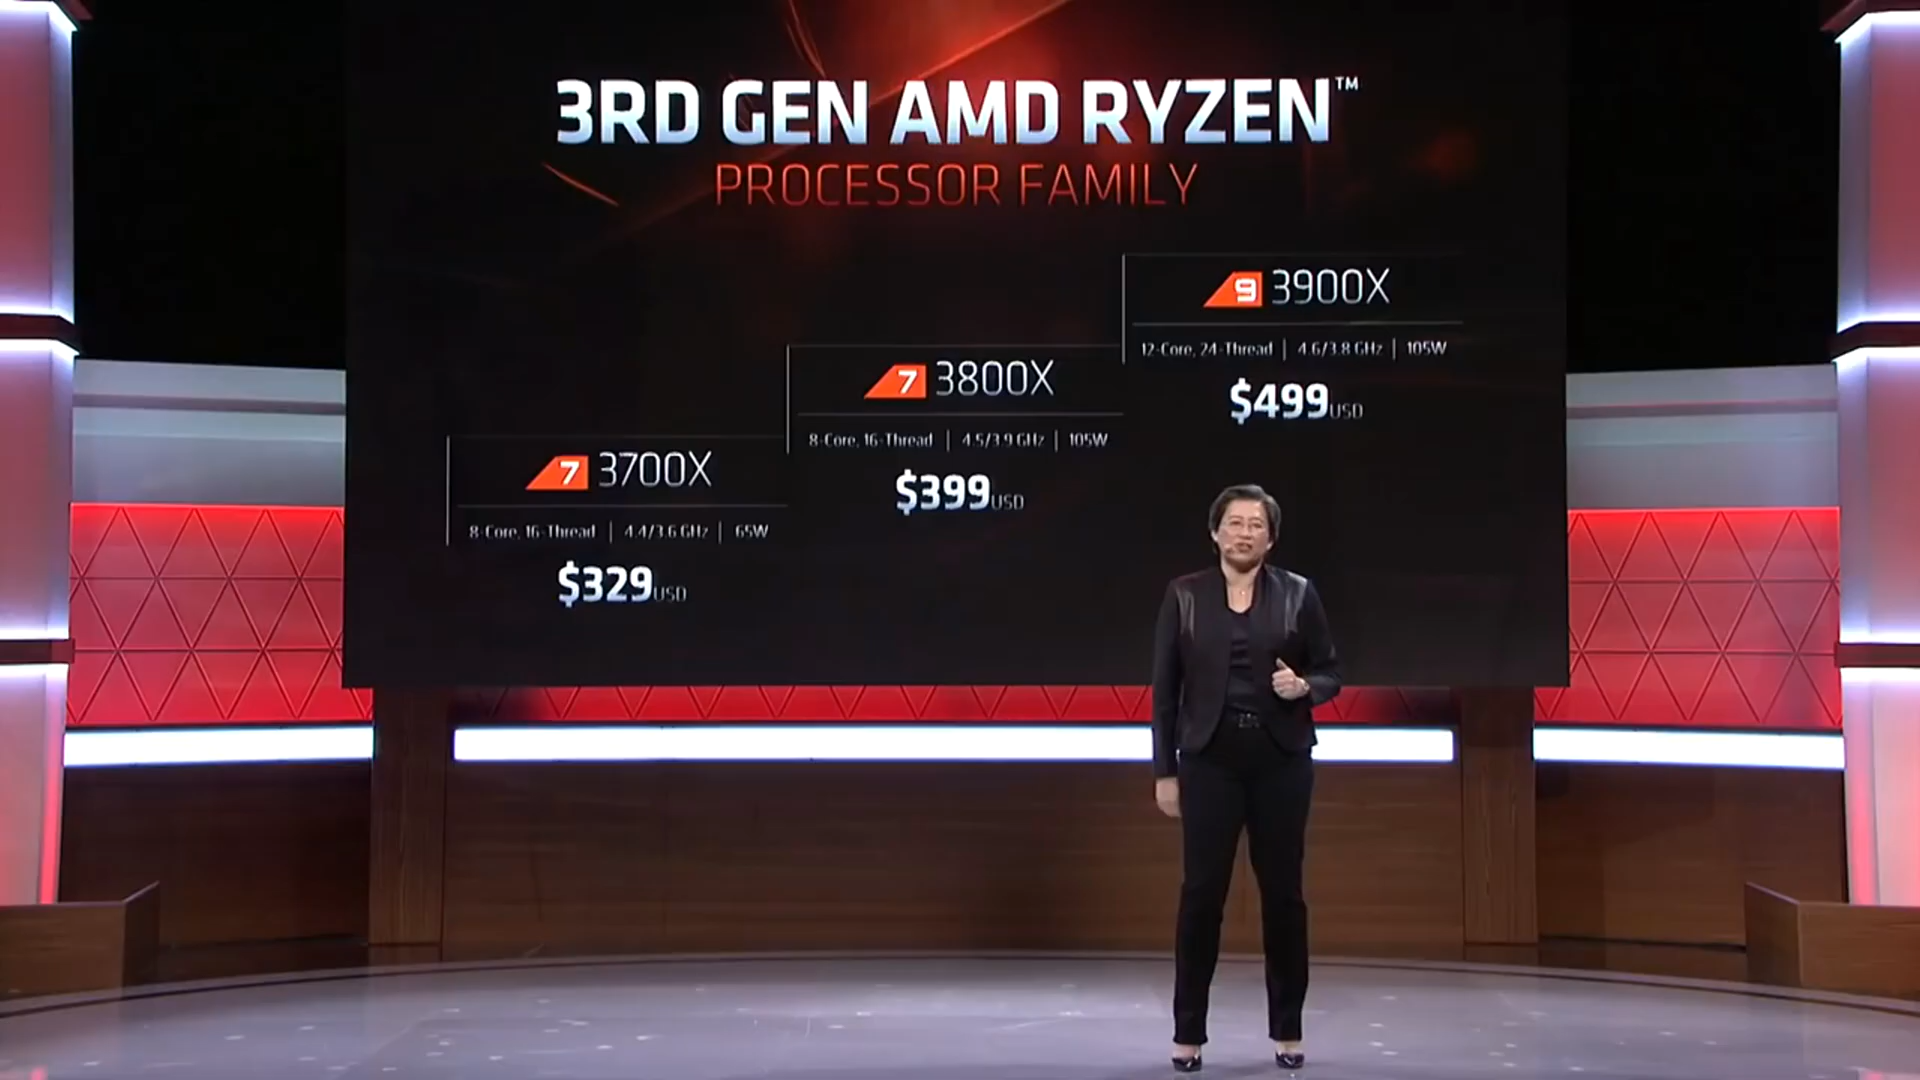 3RD GEN AMD RYZEN™
PROCESSOR FAMILY
9 3900X
12-Core, 24-Thread | 4.6/3.8 GHz | 105W
$499USD
7 3800X
8-Core, 16-Thread | 4.5/3.9 GHz | 105W
$399USD
7 3700X
8-Core, 16-Thread | 4.4/3.6 GHz | 65W
$329USD